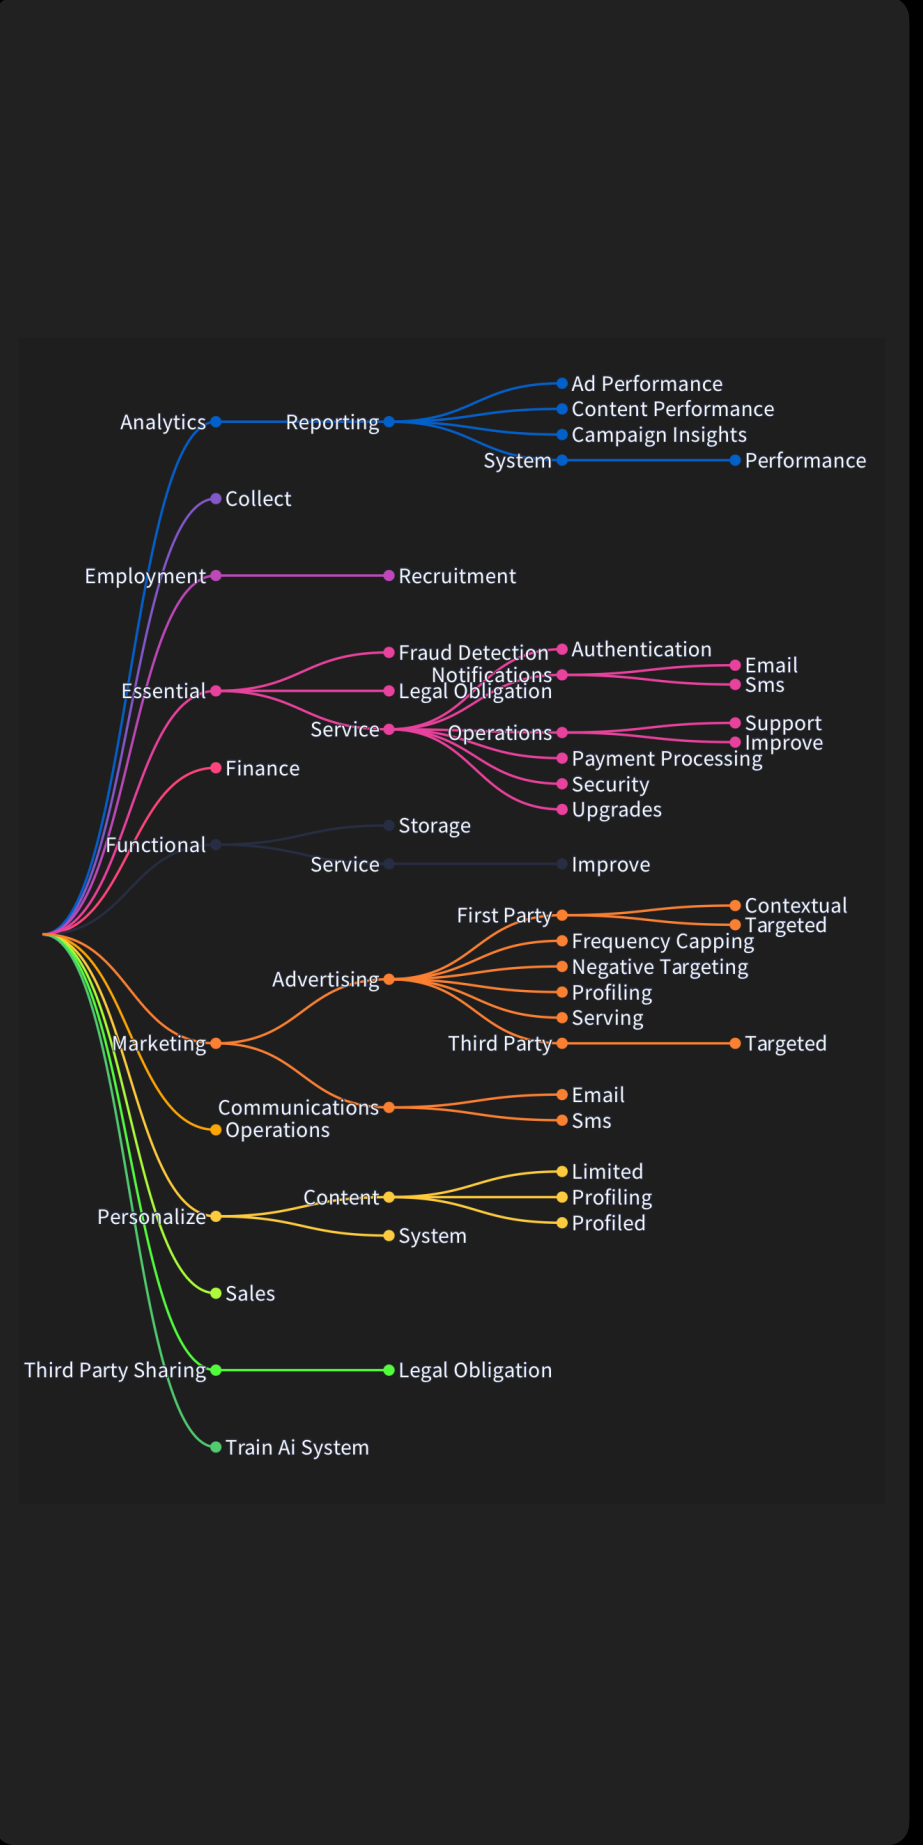 Analytics
Reporting
Ad Performance
Content Performance
Campaign Insights
System
Performance
Collect
Employment
Recruitment
Essential
Fraud Detection
Legal Obligation
Service
Authentication
Notifications
Email
Sms
Operations
Support
Improve
Payment Processing
Security
Upgrades
Finance
Functional
Storage
Service
Improve
Marketing
Advertising
First Party
Contextual
Targeted
Frequency Capping
Negative Targeting
Profiling
Serving
Third Party
Targeted
Communications
Email
Sms
Operations
Personalize
Content
Limited
Profiling
Profiled
System
Sales
Third Party Sharing
Legal Obligation
Train Ai System